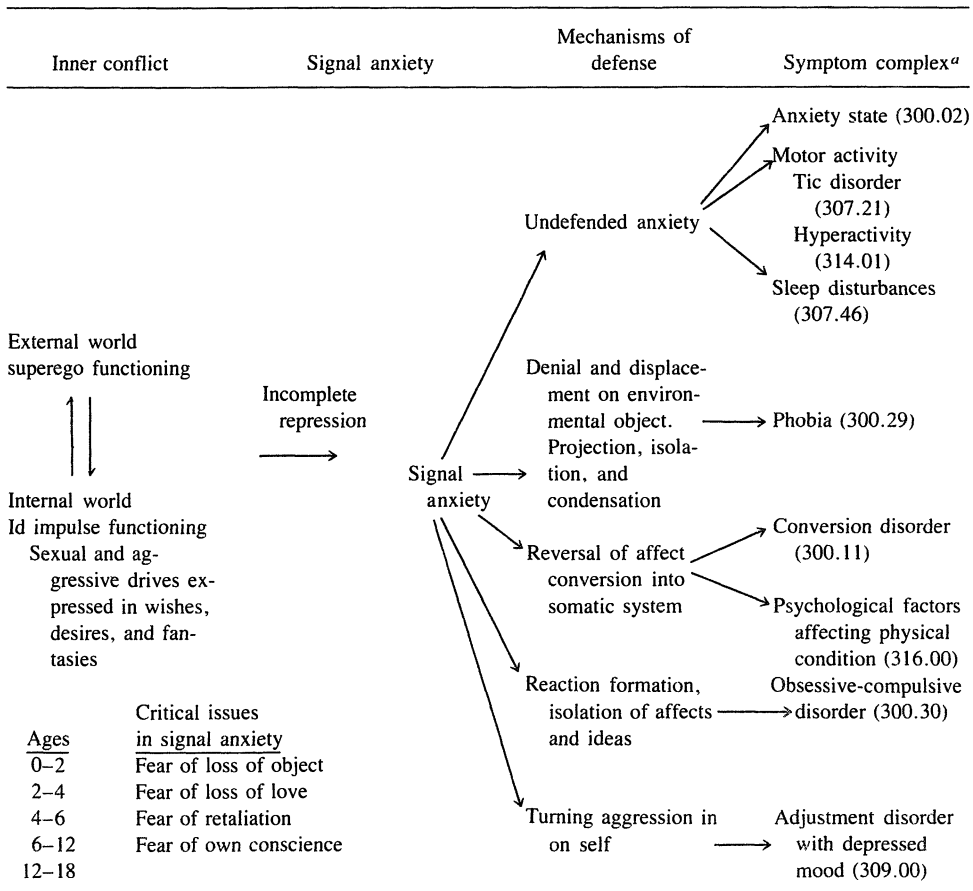 Inner conflict
Signal anxiety
Mechanisms of
defense
Symptom complexᵃ
External world
superego functioning
Internal world
Id impulse functioning
Sexual and ag-
gressive drives ex-
pressed in wishes,
desires, and fan-
tasies
Incomplete
repression
Signal
anxiety
Undefended anxiety
Anxiety state (300.02)
Motor activity
Tic disorder
(307.21)
Hyperactivity
(314.01)
Sleep disturbances
(307.46)
Denial and displace-
ment on environ-
mental object.
Projection, isola-
tion, and
condensation
Phobia (300.29)
Reversal of affect
conversion into
somatic system
Conversion disorder
(300.11)
Psychological factors
affecting physical
condition (316.00)
Reaction formation,
isolation of affects
and ideas
Obsessive-compulsive
disorder (300.30)
Turning aggression in
on self
Adjustment disorder
with depressed
mood (309.00)
Critical issues
Ages in signal anxiety
0–2 Fear of loss of object
2–4 Fear of loss of love
4–6 Fear of retaliation
6–12 Fear of own conscience
12–18